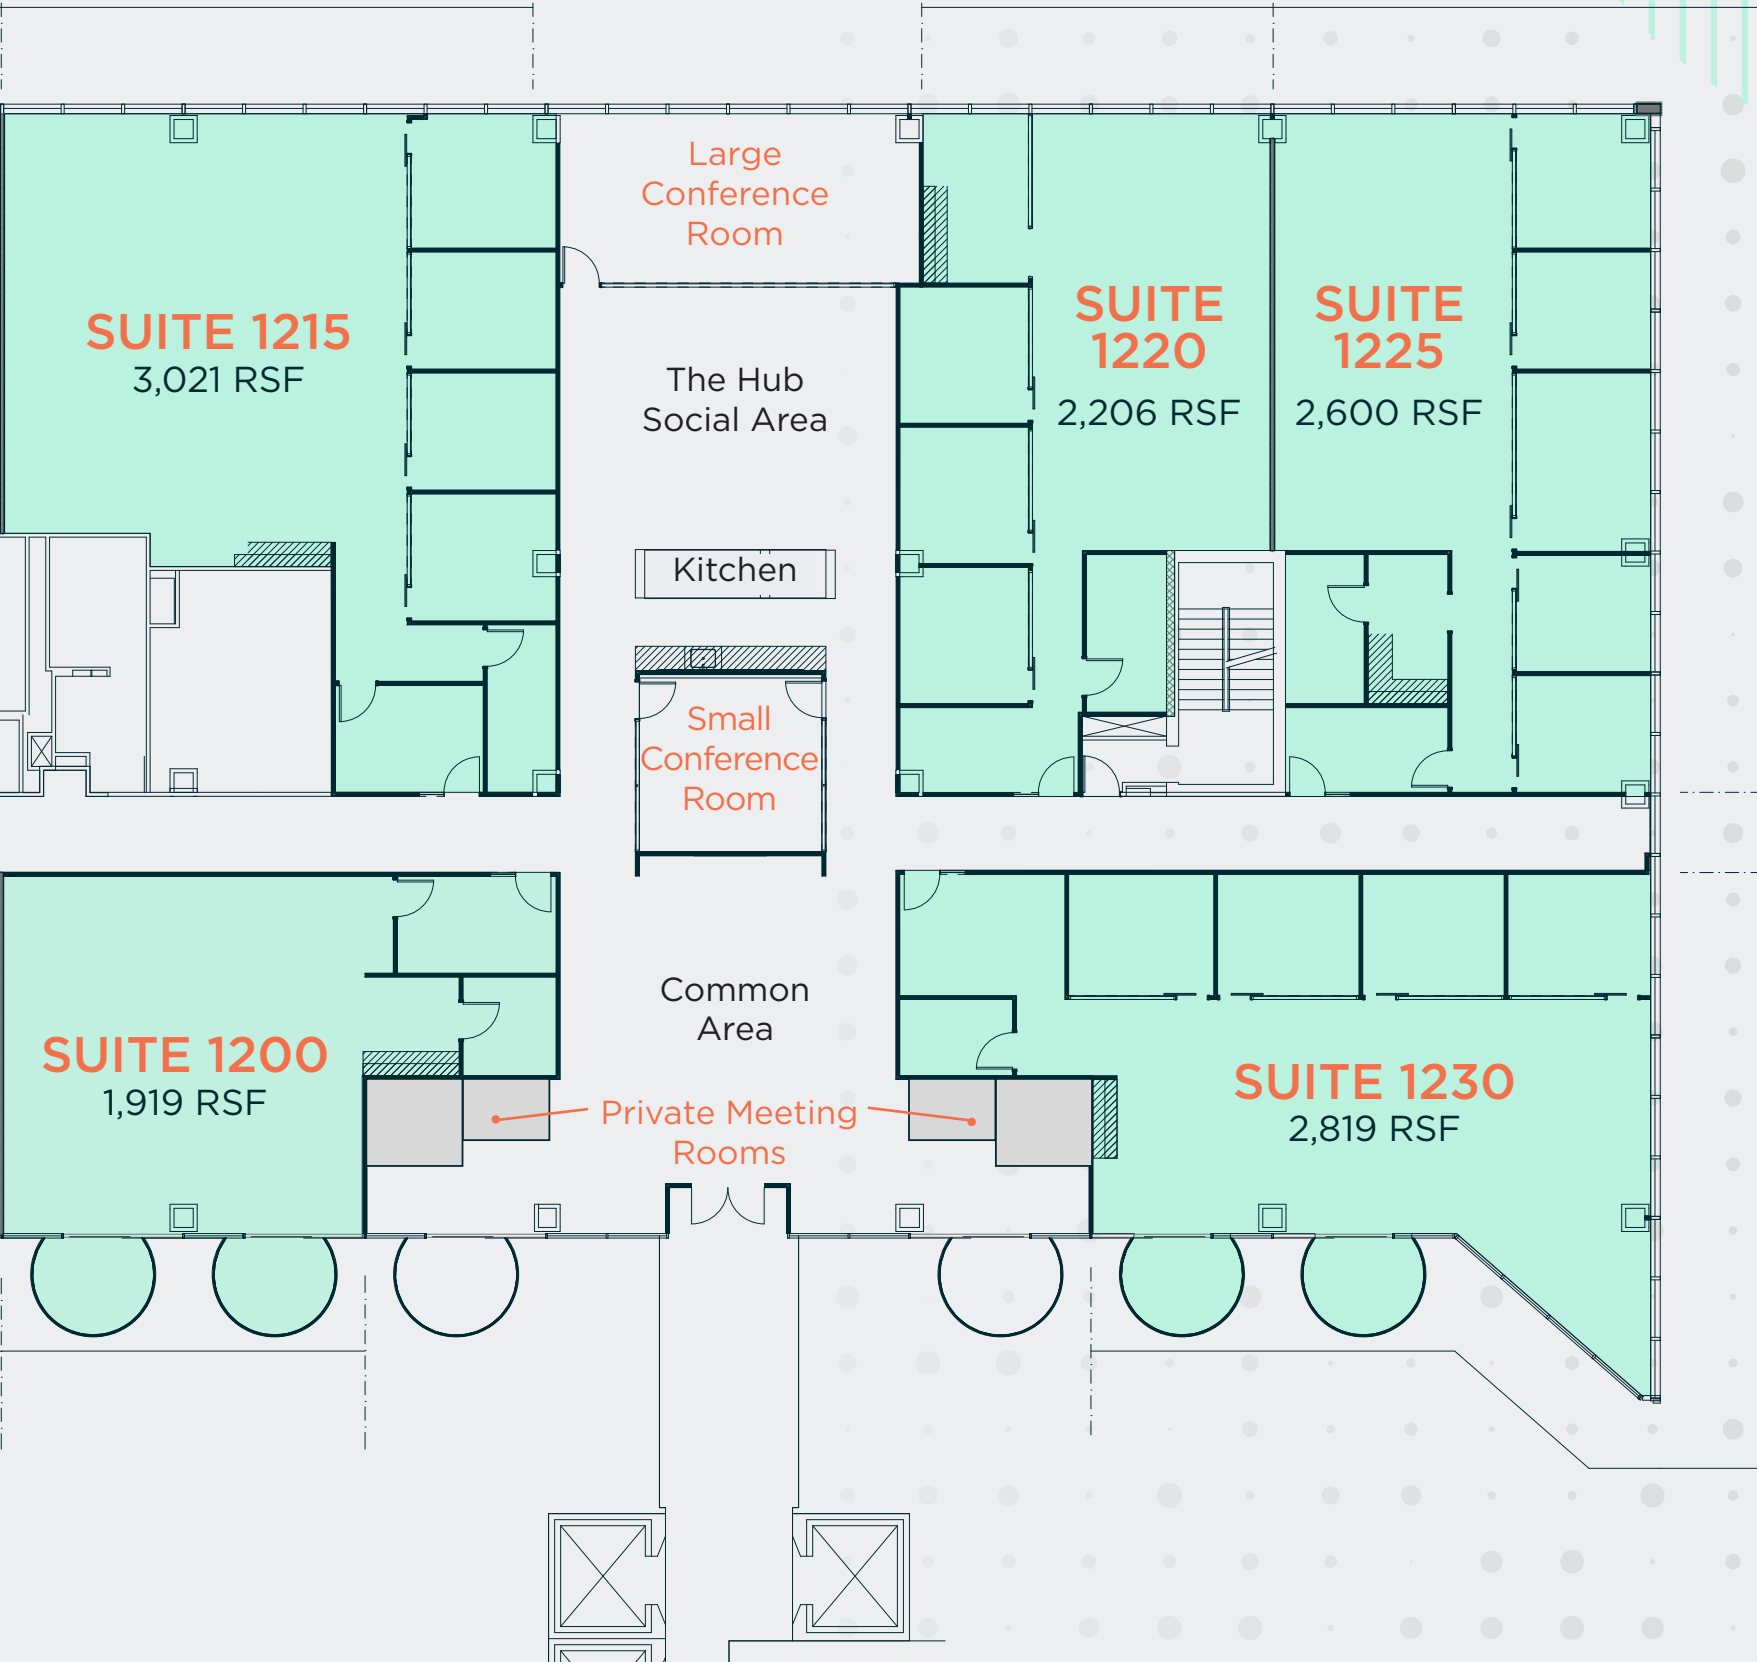 Large
Conference
Room
SUITE 1215
3,021 RSF
The Hub
Social Area
SUITE
1220
2,206 RSF
SUITE
1225
2,600 RSF
Kitchen
Small
Conference
Room
Common
Area
SUITE 1200
1,919 RSF
Private Meeting
Rooms
SUITE 1230
2,819 RSF